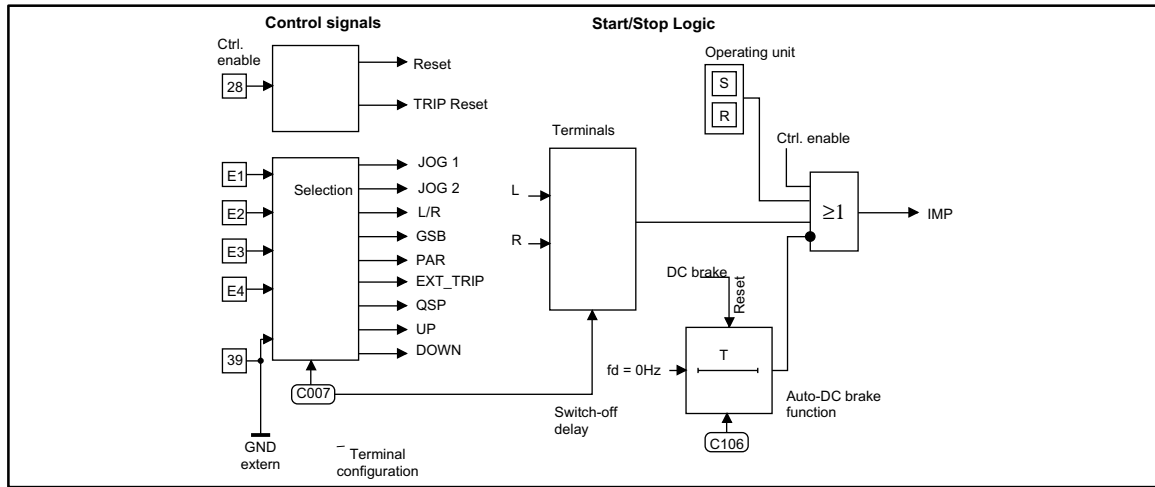 Control signals
Start/Stop Logic
Ctrl.
enable
28
Reset
TRIP Reset
Operating unit
S
R
Terminals
Ctrl. enable
E1
E2
E3
E4
39
Selection
JOG 1
JOG 2
L/R
GSB
PAR
EXT_TRIP
QSP
UP
DOWN
L
R
≥1
IMP
DC brake
Reset
T
fd = 0Hz
C007
Switch-off
delay
Auto-DC brake
function
C106
GND
extern
Terminal
configuration